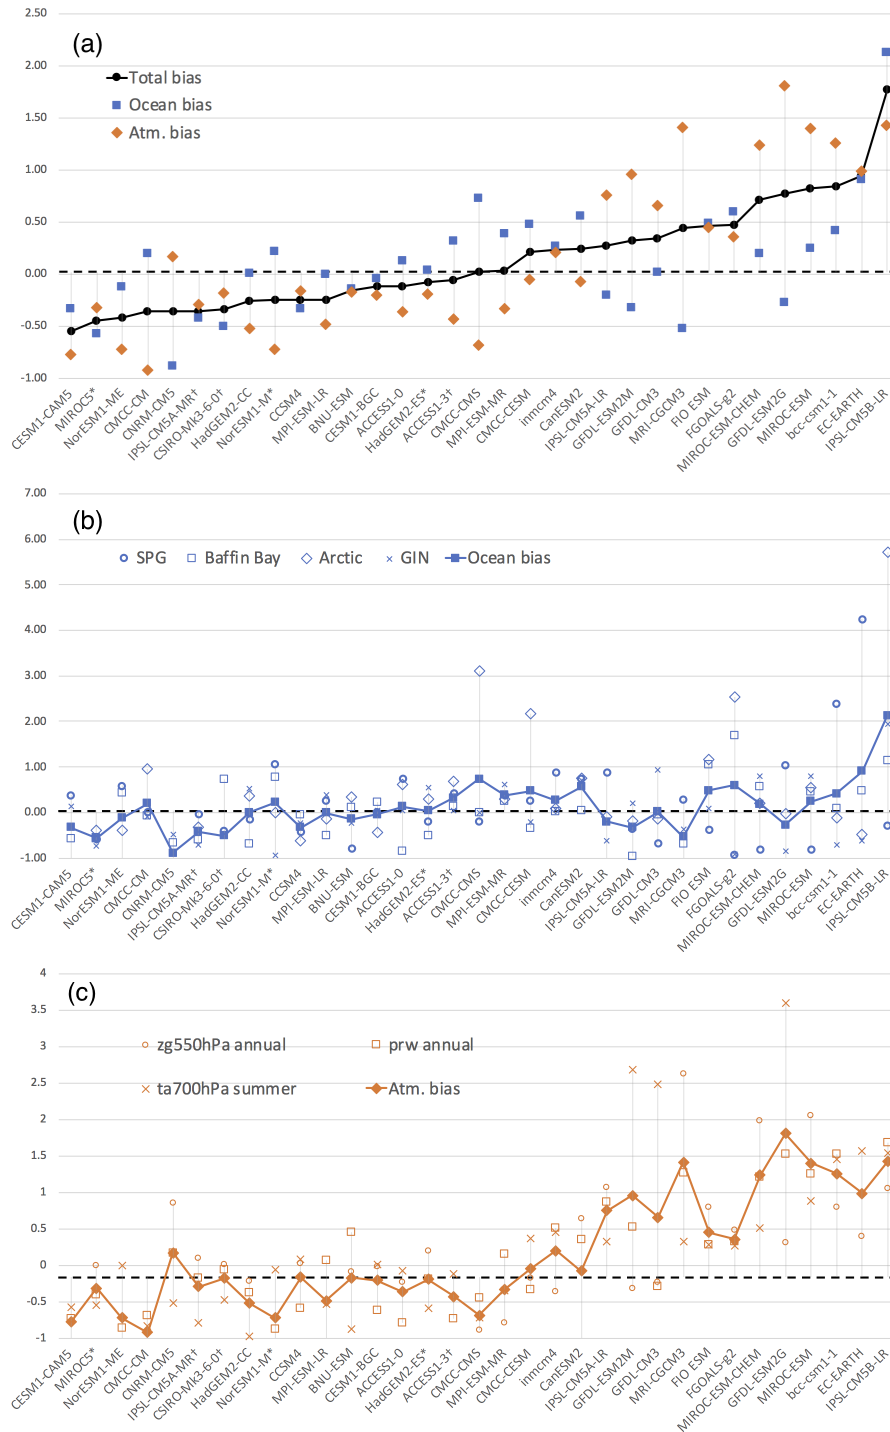 2.50
(a)
2.00
Total bias
Ocean bias
1.50
Atm. bias
1.00
0.50
0.00
-0.50
-1.00
CESM1-CAM5
MIROC5*
NorESM1-ME
CMCC-CM
CNRM-CM5
IPSL-CM5A-MR†
CSIRO-Mk3-6-0†
HadGEM2-CC
NorESM1-M*
CCSM4
MPI-ESM-LR
BNU-ESM
CESM1-BGC
ACCESS1-0
HadGEM2-ES*
ACCESS1-3†
CMCC-CMS
MPI-ESM-MR
CMCC-CESM
inmcm4
CanESM2
IPSL-CM5A-LR
GFDL-ESM2M
GFDL-CM3
MRI-CGCM3
FIO ESM
FGOALS-g2
MIROC-ESM-CHEM
GFDL-ESM2G
MIROC-ESM
bcc-csm1-1
EC-EARTH
IPSL-CM5B-LR
7.00
(b)
6.00
SPG Baffin Bay Arctic GIN Ocean bias
5.00
4.00
3.00
2.00
1.00
0.00
-1.00
CESM1-CAM5
MIROC5*
NorESM1-ME
CMCC-CM
CNRM-CM5
IPSL-CM5A-MR†
CSIRO-Mk3-6-0†
HadGEM2-CC
NorESM1-M*
CCSM4
MPI-ESM-LR
BNU-ESM
CESM1-BGC
ACCESS1-0
HadGEM2-ES*
ACCESS1-3†
CMCC-CMS
MPI-ESM-MR
CMCC-CESM
inmcm4
CanESM2
IPSL-CM5A-LR
GFDL-ESM2M
GFDL-CM3
MRI-CGCM3
FIO ESM
FGOALS-g2
MIROC-ESM-CHEM
GFDL-ESM2G
MIROC-ESM
bcc-csm1-1
EC-EARTH
IPSL-CM5B-LR
4
(c)
3.5
zg550hPa annual prw annual
3
ta700hPa summer Atm. bias
2.5
2
1.5
1
0.5
0
-0.5
-1
CESM1-CAM5
MIROC5*
NorESM1-ME
CMCC-CM
CNRM-CM5
IPSL-CM5A-MR†
CSIRO-Mk3-6-0†
HadGEM2-CC
NorESM1-M*
CCSM4
MPI-ESM-LR
BNU-ESM
CESM1-BGC
ACCESS1-0
HadGEM2-ES*
ACCESS1-3†
CMCC-CMS
MPI-ESM-MR
CMCC-CESM
inmcm4
CanESM2
IPSL-CM5A-LR
GFDL-ESM2M
GFDL-CM3
MRI-CGCM3
FIO ESM
FGOALS-g2
MIROC-ESM-CHEM
GFDL-ESM2G
MIROC-ESM
bcc-csm1-1
EC-EARTH
IPSL-CM5B-LR